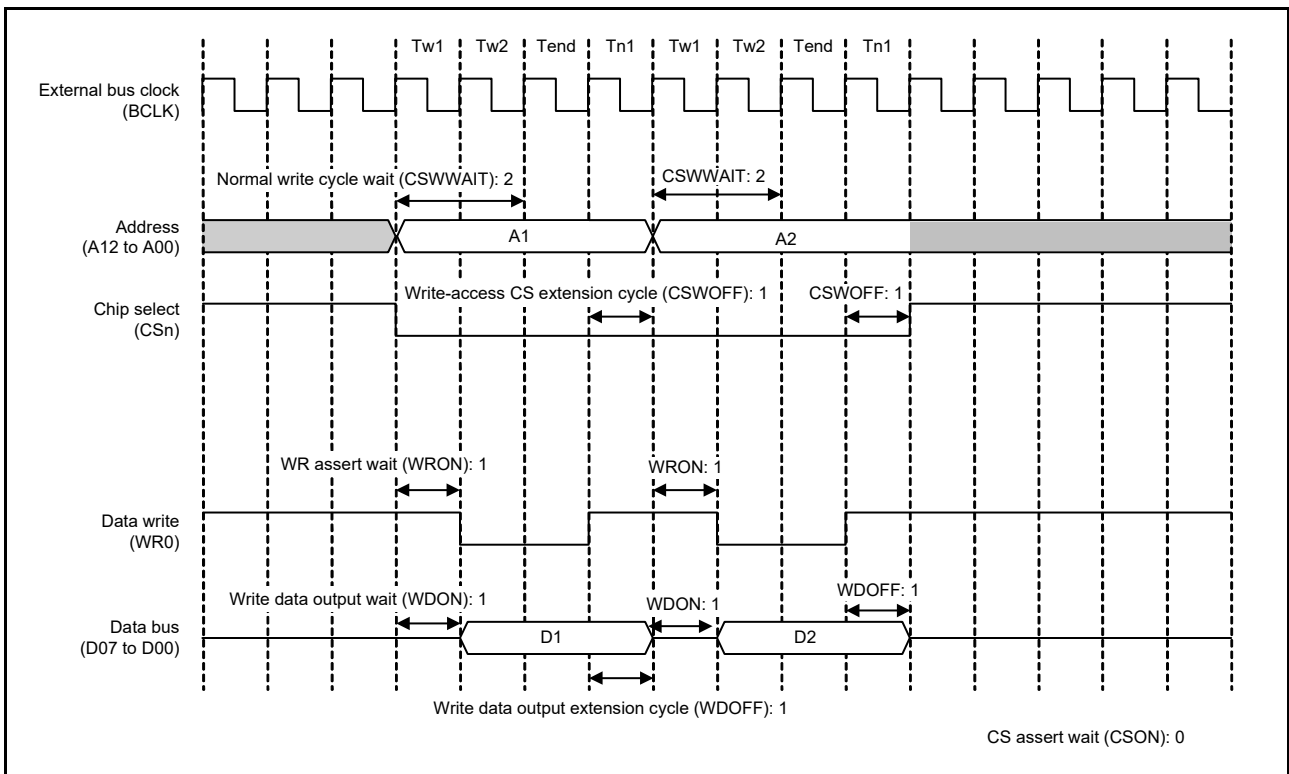 Tw1 Tw2 Tend Tn1 Tw1 Tw2 Tend Tn1
External bus clock
(BCLK)
Normal write cycle wait (CSWWAIT): 2
CSWWAIT: 2
Address
(A12 to A00)
A1
A2
Write-access CS extension cycle (CSWOFF): 1
CSWOFF: 1
Chip select
(CSn)
WR assert wait (WRON): 1
WRON: 1
Data write
(WR0)
Write data output wait (WDON): 1
WDON: 1
WDOFF: 1
Data bus
(D07 to D00)
D1
D2
Write data output extension cycle (WDOFF): 1
CS assert wait (CSON): 0